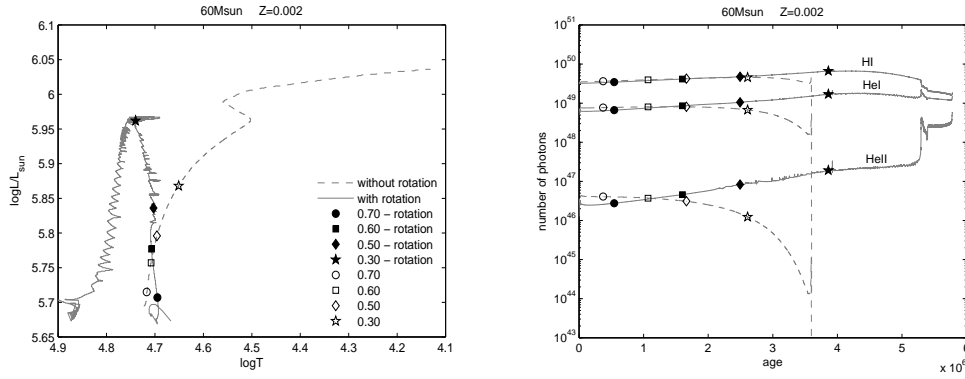 60Msun Z=0.002
6.1
6.05
6
5.95
5.9
5.85
5.8
5.75
5.7
5.65
logL/L_sun
4.9 4.8 4.7 4.6 4.5 4.4 4.3 4.2 4.1
logT
without rotation
with rotation
0.70 − rotation
0.60 − rotation
0.50 − rotation
0.30 − rotation
0.70
0.60
0.50
0.30
60Msun Z=0.002
10^51
10^50
10^49
10^48
10^47
10^46
10^45
10^44
10^43
number of photons
HI
HeI
HeII
0 1 2 3 4 5 6
age
x 10^6